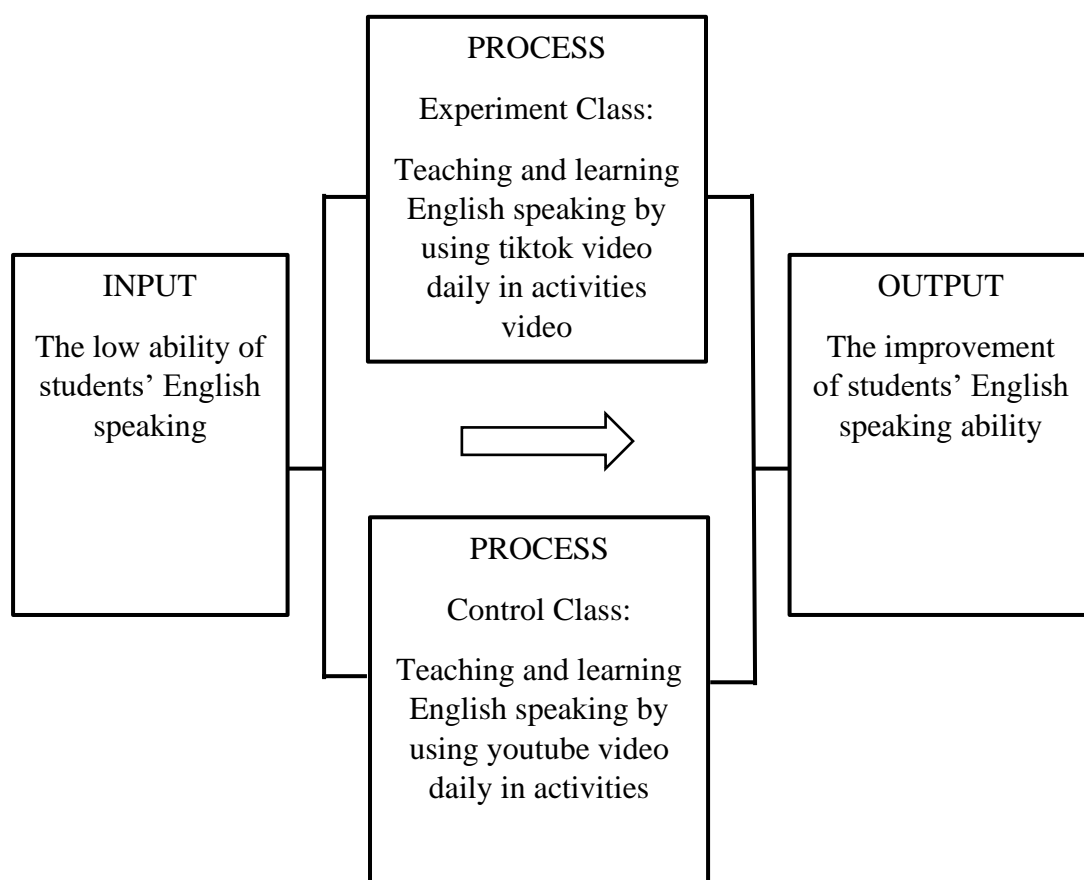 INPUT
The low ability of
students’ English
speaking
PROCESS
Experiment Class:
Teaching and learning
English speaking by
using tiktok video
daily in activities
video
PROCESS
Control Class:
Teaching and learning
English speaking by
using youtube video
daily in activities
OUTPUT
The improvement
of students’ English
speaking ability